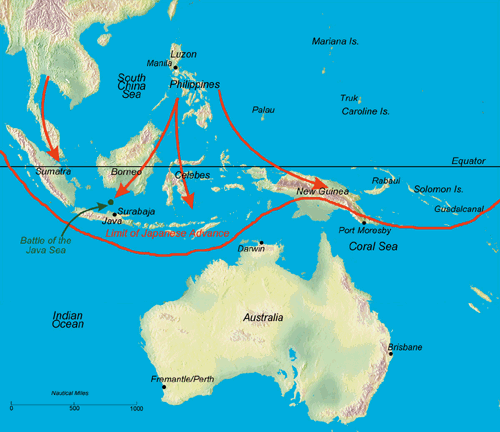 Luzon
Manila
Mariana Is.
South
China
Sea
Philippines
Truk
Caroline Is.
Palau
Equator
Sumatra
Borneo
Celebes
Rabaul
New Guinea
Solomon Is.
Guadalcanal
Surabaja
Java
Port Moresby
Limit of Japanese Advance
Battle of the
Java Sea
Darwin
Coral Sea
Indian
Ocean
Australia
Brisbane
Fremantle/Perth
Nautical Miles
0
500
1000